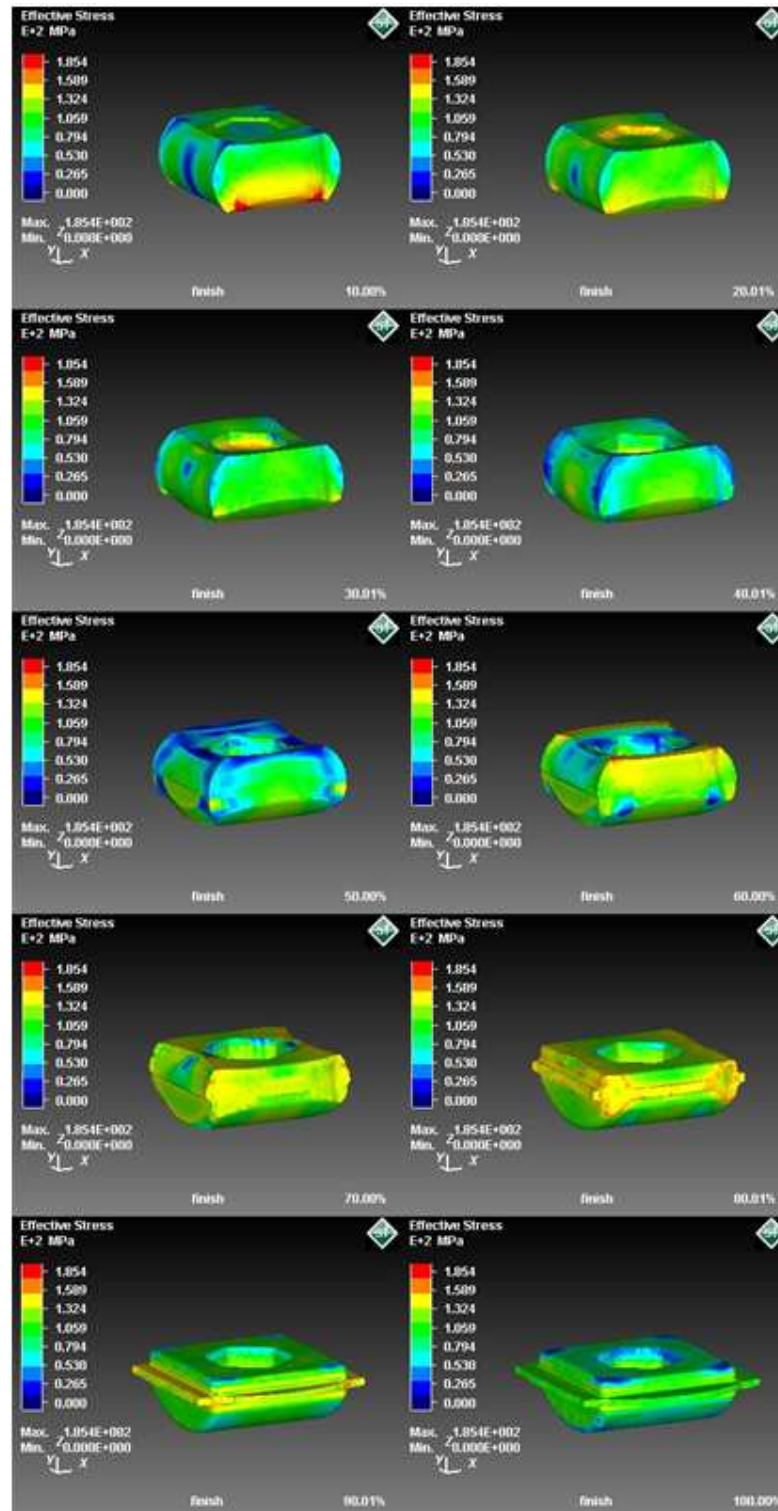 Effective Stress
E+2 MPa
1.854
1.589
1.324
1.059
0.794
0.530
0.265
0.000
Max. 1.854E+002
Min. 0.000E+000
Z
Y
X
finish 10.00%
Effective Stress
E+2 MPa
1.854
1.589
1.324
1.059
0.794
0.530
0.265
0.000
Max. 1.854E+002
Min. 0.000E+000
Z
Y
X
finish 20.01%
Effective Stress
E+2 MPa
1.854
1.589
1.324
1.059
0.794
0.530
0.265
0.000
Max. 1.854E+002
Min. 0.000E+000
Z
Y
X
finish 30.01%
Effective Stress
E+2 MPa
1.854
1.589
1.324
1.059
0.794
0.530
0.265
0.000
Max. 1.854E+002
Min. 0.000E+000
Z
Y
X
finish 40.01%
Effective Stress
E+2 MPa
1.854
1.589
1.324
1.059
0.794
0.530
0.265
0.000
Max. 1.854E+002
Min. 0.000E+000
Z
Y
X
finish 50.00%
Effective Stress
E+2 MPa
1.854
1.589
1.324
1.059
0.794
0.530
0.265
0.000
Max. 1.854E+002
Min. 0.000E+000
Z
Y
X
finish 60.00%
Effective Stress
E+2 MPa
1.854
1.589
1.324
1.059
0.794
0.530
0.265
0.000
Max. 1.854E+002
Min. 0.000E+000
Z
Y
X
finish 70.00%
Effective Stress
E+2 MPa
1.854
1.589
1.324
1.059
0.794
0.530
0.265
0.000
Max. 1.854E+002
Min. 0.000E+000
Z
Y
X
finish 80.01%
Effective Stress
E+2 MPa
1.854
1.589
1.324
1.059
0.794
0.530
0.265
0.000
Max. 1.854E+002
Min. 0.000E+000
Z
Y
X
finish 90.01%
Effective Stress
E+2 MPa
1.854
1.589
1.324
1.059
0.794
0.530
0.265
0.000
Max. 1.854E+002
Min. 0.000E+000
Z
Y
X
finish 100.00%